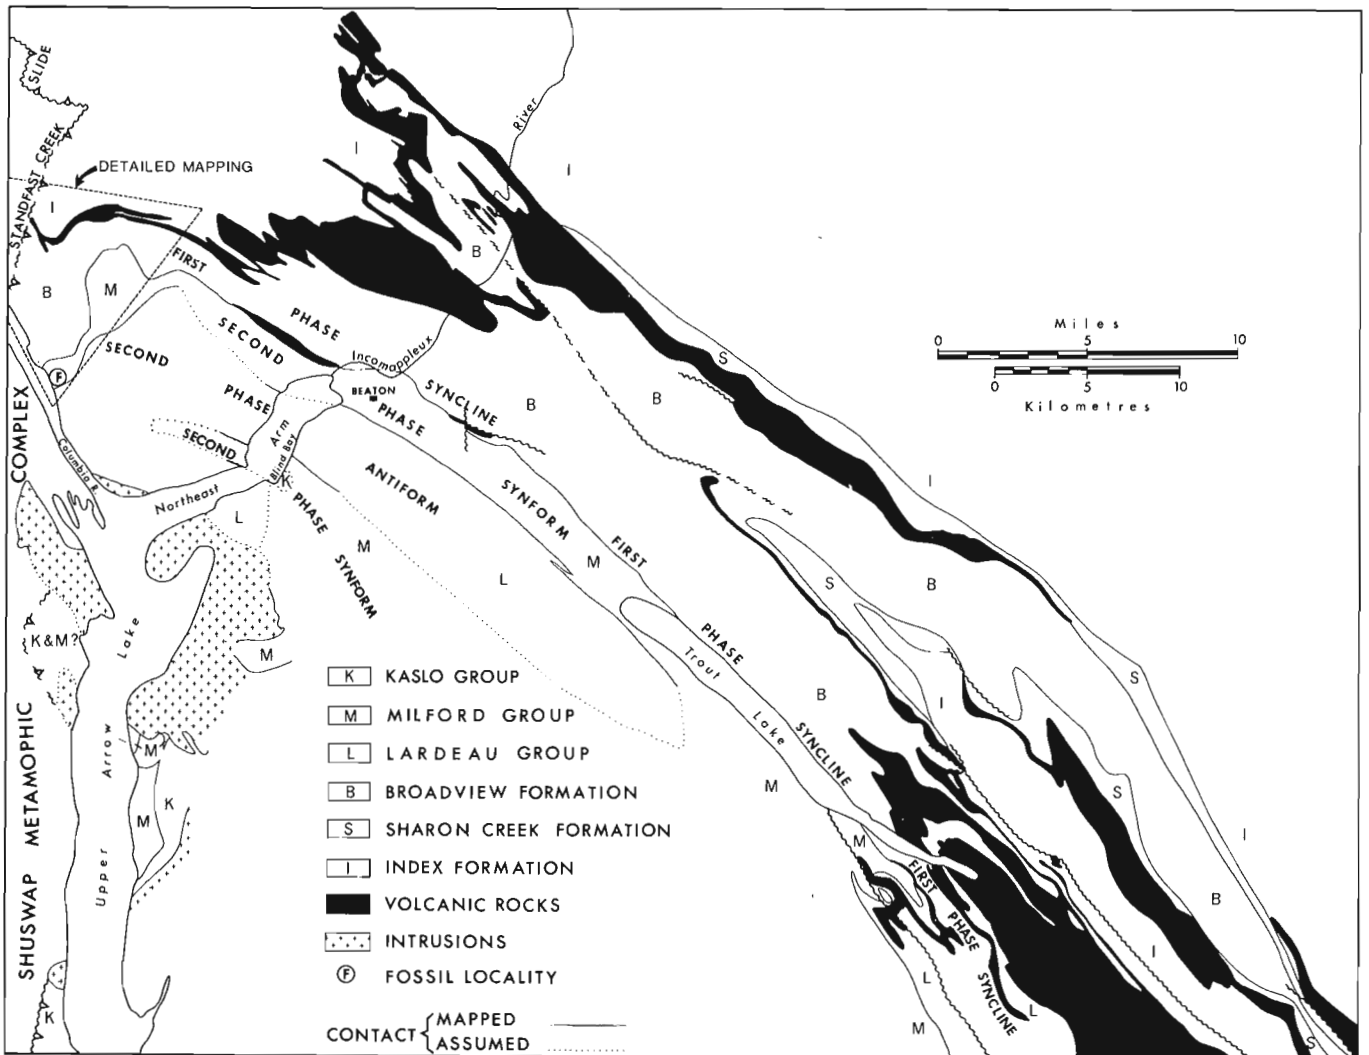 SLIDE
STANDFAST CREEK
DETAILED MAPPING
River
I
I
I
B
B
M
FIRST
PHASE
SYNCLINE
SECOND
SECOND
PHASE
PHASE
SYNFORM
Incomappleux
BEATON
Arm
Blind Bay
B
B
S
Miles
0 5 10
0 5 10
Kilometres
F
COMPLEX
Columbia R.
SECOND
PHASE
SYNFORM
ANTIFORM
Northeast
K
L
M
L
M
I
FIRST
PHASE
SYNCLINE
S
B
Trout
Lake
K&M?
Lake
M
B
I
S
SHUSWAP METAMOPHIC
Arrow
Upper
M
K
M
K
M
M
S
I
B
I
S
K KASLO GROUP
M MILFORD GROUP
L LARDEAU GROUP
B BROADVIEW FORMATION
S SHARON CREEK FORMATION
I INDEX FORMATION
VOLCANIC ROCKS
INTRUSIONS
F FOSSIL LOCALITY
CONTACT { MAPPED
ASSUMED
FIRST
PHASE
SYNCLINE
L
L
M